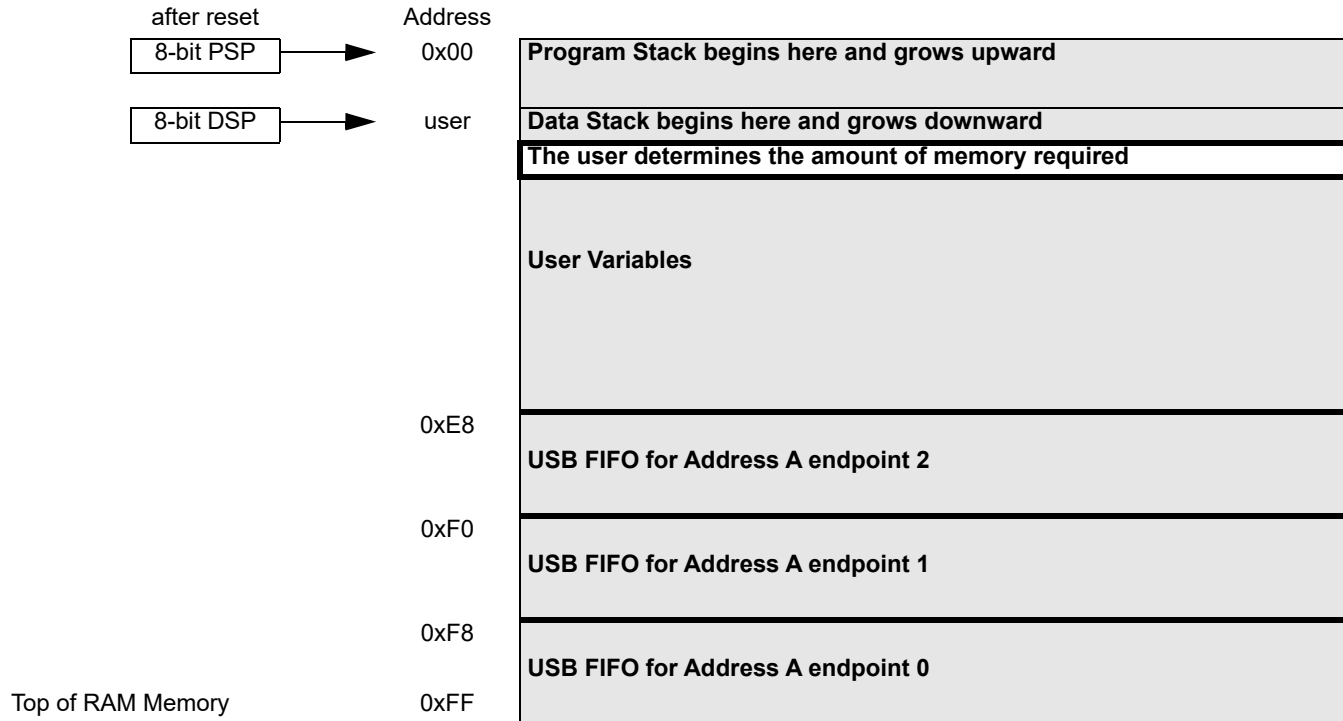 after reset Address
8-bit PSP 0x00 Program Stack begins here and grows upward
8-bit DSP user Data Stack begins here and grows downward
The user determines the amount of memory required
User Variables
0xE8
USB FIFO for Address A endpoint 2
0xF0
USB FIFO for Address A endpoint 1
0xF8
USB FIFO for Address A endpoint 0
Top of RAM Memory 0xFF